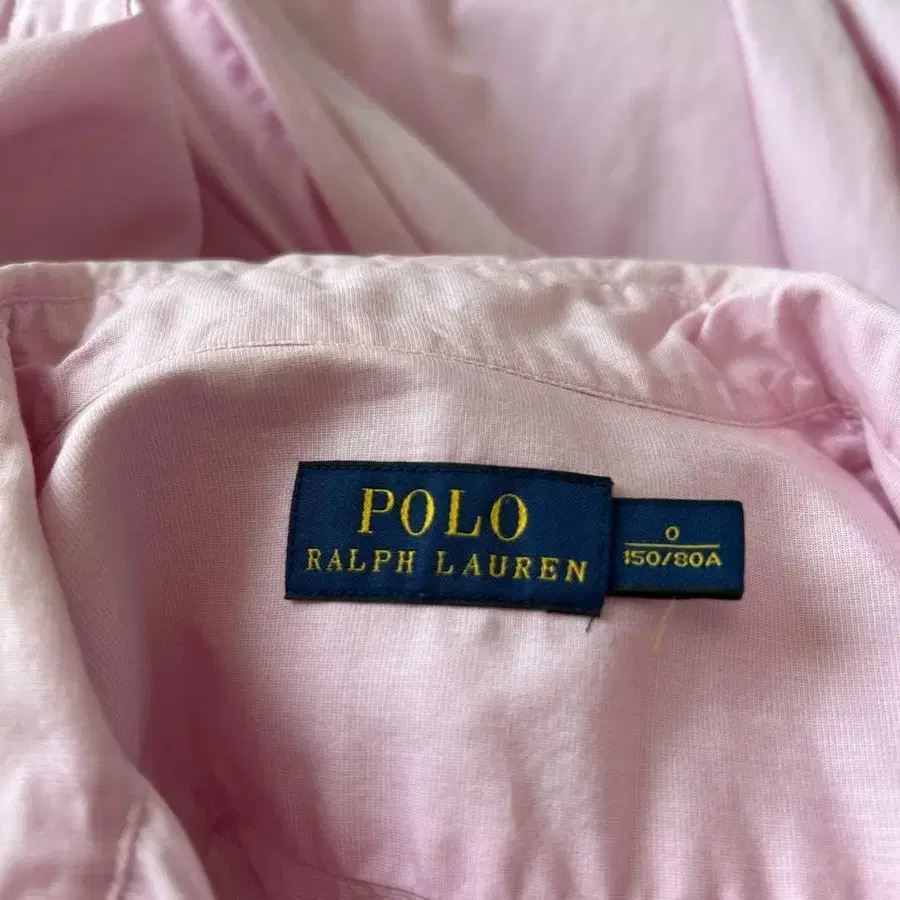 POLO
RALPH LAUREN
0
150/80A